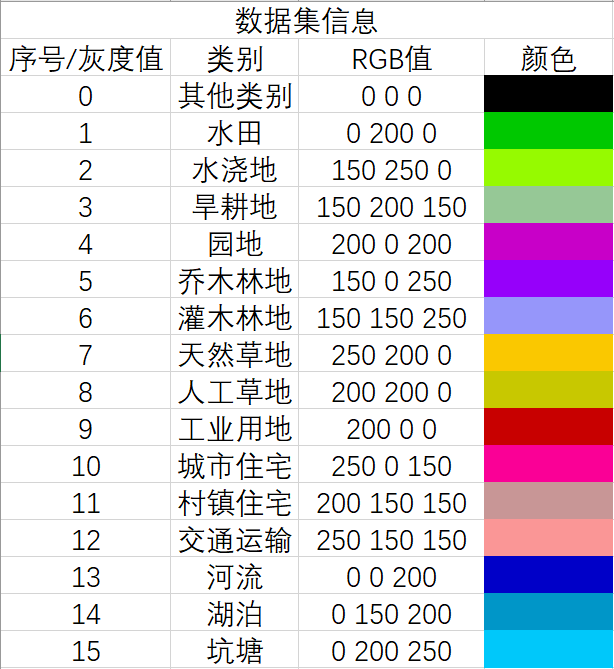 数据集信息
序号/灰度值 类别 RGB值 颜色
0 其他类别 0 0 0
1 水田 0 200 0
2 水浇地 150 250 0
3 旱耕地 150 200 150
4 园地 200 0 200
5 乔木林地 150 0 250
6 灌木林地 150 150 250
7 天然草地 250 200 0
8 人工草地 200 200 0
9 工业用地 200 0 0
10 城市住宅 250 0 150
11 村镇住宅 200 150 150
12 交通运输 250 150 150
13 河流 0 0 200
14 湖泊 0 150 200
15 坑塘 0 200 250